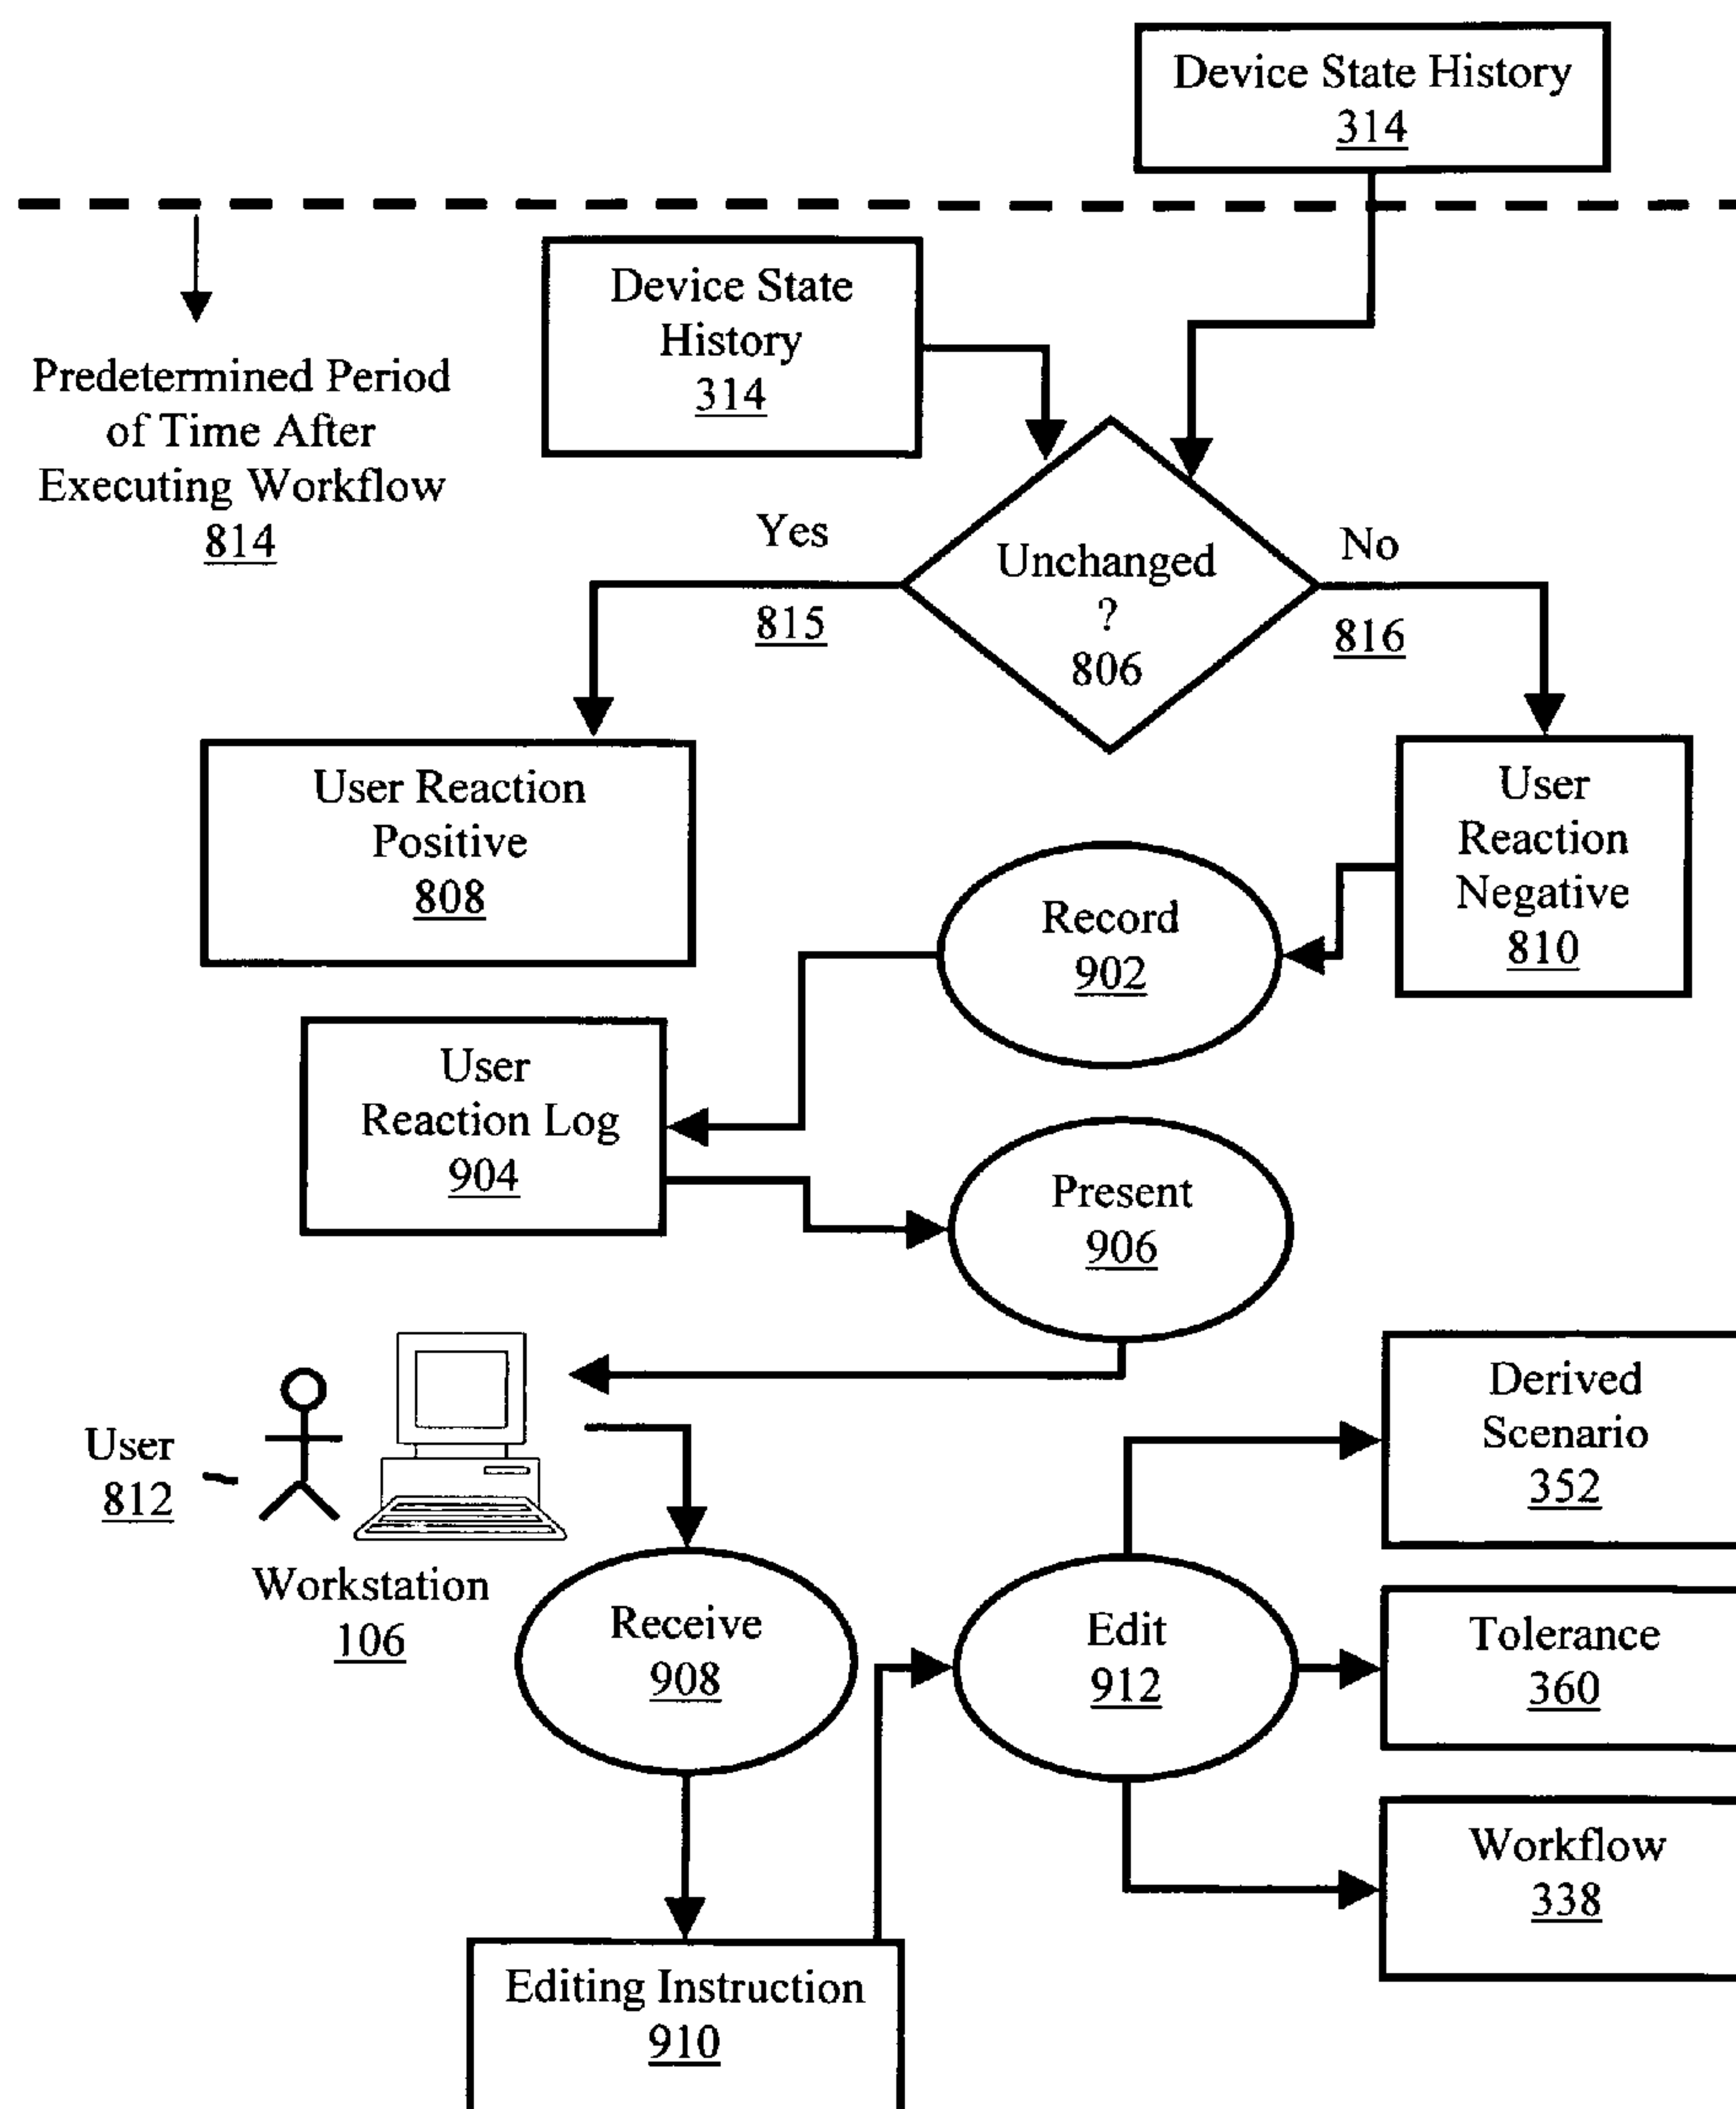 Device State History
314
Device State
History
314
Predetermined Period
of Time After
Executing Workflow
814
Yes
815
Unchanged
?
806
No
816
User Reaction
Positive
808
User
Reaction
Negative
810
Record
902
User
Reaction Log
904
Present
906
User
812
Workstation
106
Receive
908
Edit
912
Derived
Scenario
352
Tolerance
360
Workflow
338
Editing Instruction
910